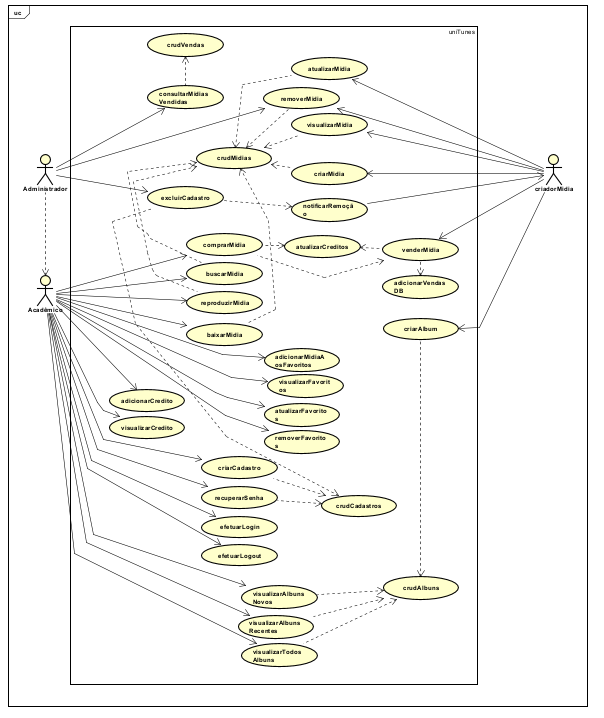 uc
uniTunes
crudVendas
consultarMidias
Vendidas
atualizarMidia
removerMidia
visualizarMidia
crudMidias
criarMidia
Administrador
criadorMidia
excluirCadastro
notificarRemoçã
o
comprarMidia
atualizarCreditos
venderMidia
buscarMidia
adicionarVendas
DB
reproduzirMidia
Acadêmico
baixarMidia
criarAlbum
adicionarMidiaA
osFavoritos
visualizarFavorit
os
adicionarCredito
atualizarFavorito
s
visualizarCredito
removerFavorito
s
criarCadastro
recuperarSenha
crudCadastros
efetuarLogin
efetuarLogout
crudAlbuns
visualizarAlbuns
Novos
visualizarAlbuns
Recentes
visualizarTodos
Albuns